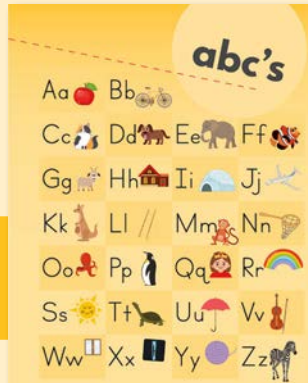 abc's
Aa Bb
Cc Dd Ee Ff
Gg Hh Ii Jj
Kk Ll Mm Nn
Oo Pp Qq Rr
Ss Tt Uu Vv
Ww Xx Yy Zz